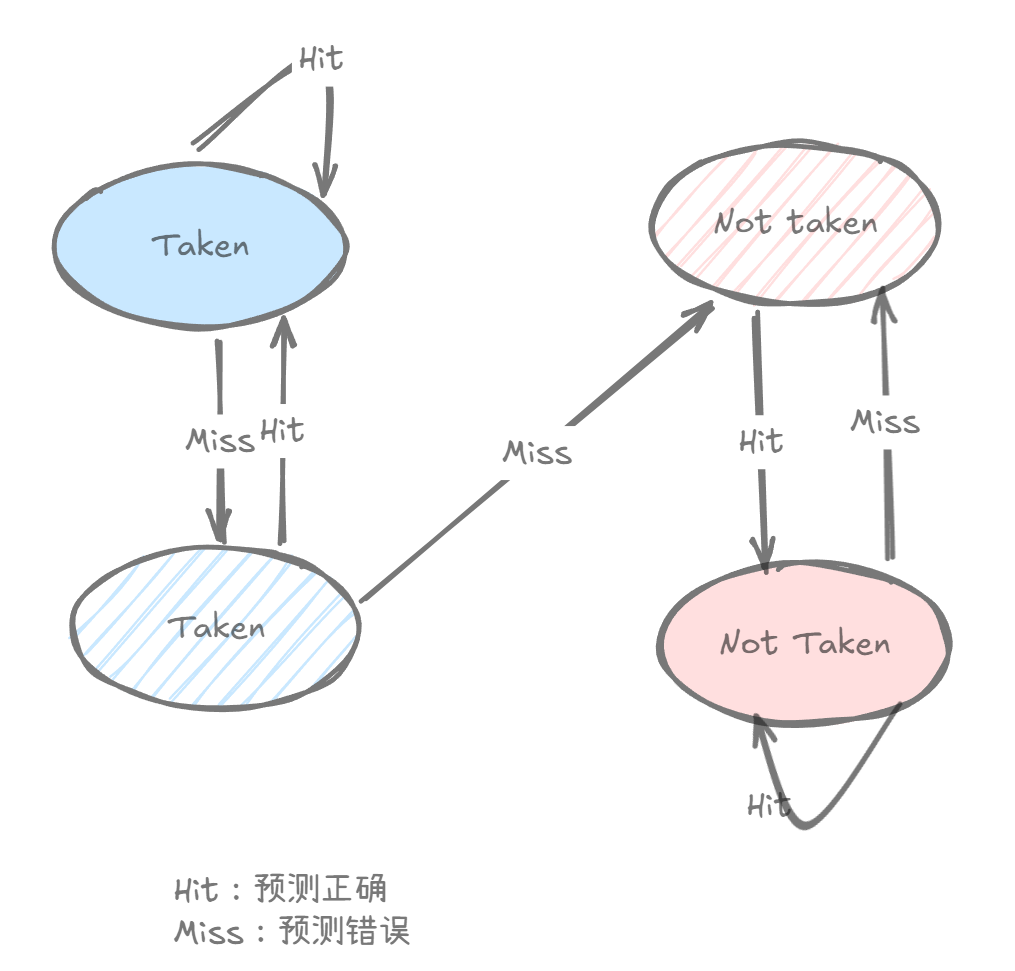 Hit
Taken
Not taken
Miss
Hit
Miss
Hit
Miss
Taken
Not Taken
Hit
Hit：预测正确
Miss：预测错误